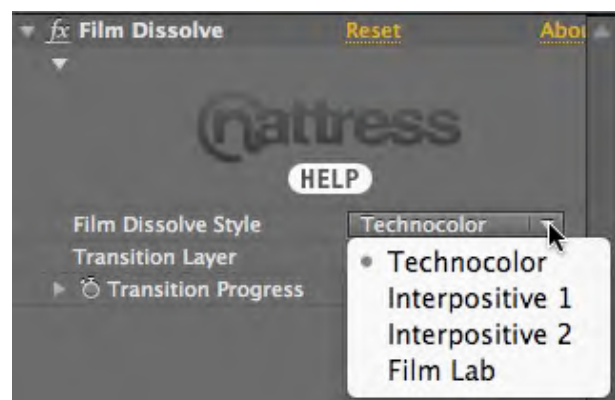 fx Film Dissolve Reset Abou
nattress
HELP
Film Dissolve Style Technocolor
Transition Layer
Transition Progress
Technocolor
Interpositive 1
Interpositive 2
Film Lab